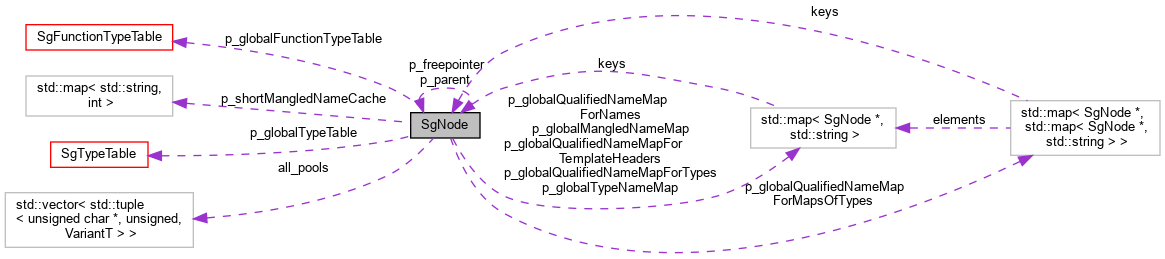 SgFunctionTypeTable
p_globalFunctionTypeTable
std::map< std::string,
int >
p_shortMangledNameCache
p_globalTypeTable
SgTypeTable
all_pools
std::vector< std::tuple
< unsigned char *, unsigned,
VariantT > >
p_freepointer
p_parent
SgNode
keys
keys
p_globalQualifiedNameMap
ForNames
p_globalMangledNameMap
p_globalQualifiedNameMapFor
TemplateHeaders
p_globalQualifiedNameMapForTypes
p_globalTypeNameMap
std::map< SgNode *,
std::string >
elements
std::map< SgNode *,
std::map< SgNode *,
std::string > >
p_globalQualifiedNameMap
ForMapsOfTypes